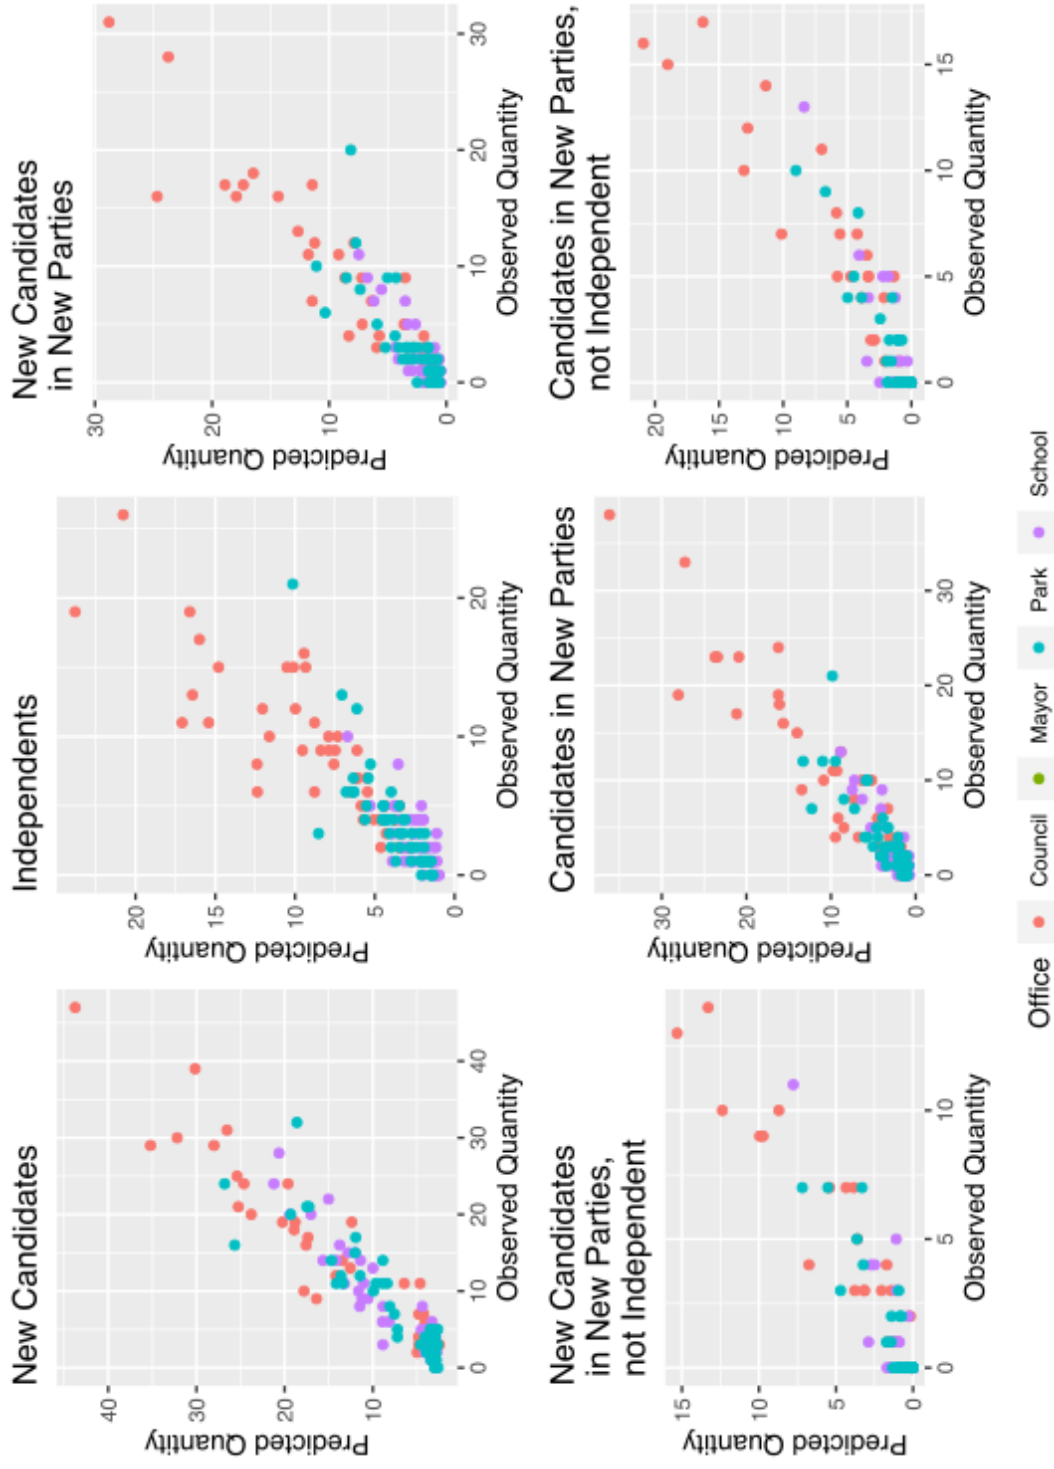 New Candidates
Predicted Quantity
40
30
20
10
0 10 20 30 40
Observed Quantity
Independents
Predicted Quantity
20
15
10
5
0
0 10 20
Observed Quantity
New Candidates
in New Parties
Predicted Quantity
30
20
10
0
0 10 20 30
Observed Quantity
New Candidates
in New Parties,
not Independent
Predicted Quantity
15
10
5
0
0 5 10
Observed Quantity
Candidates in New Parties
Predicted Quantity
30
20
10
0
0 10 20 30
Observed Quantity
Candidates in New Parties,
not Independent
Predicted Quantity
20
15
10
5
0
0 5 10 15
Observed Quantity
Office Council Mayor Park School